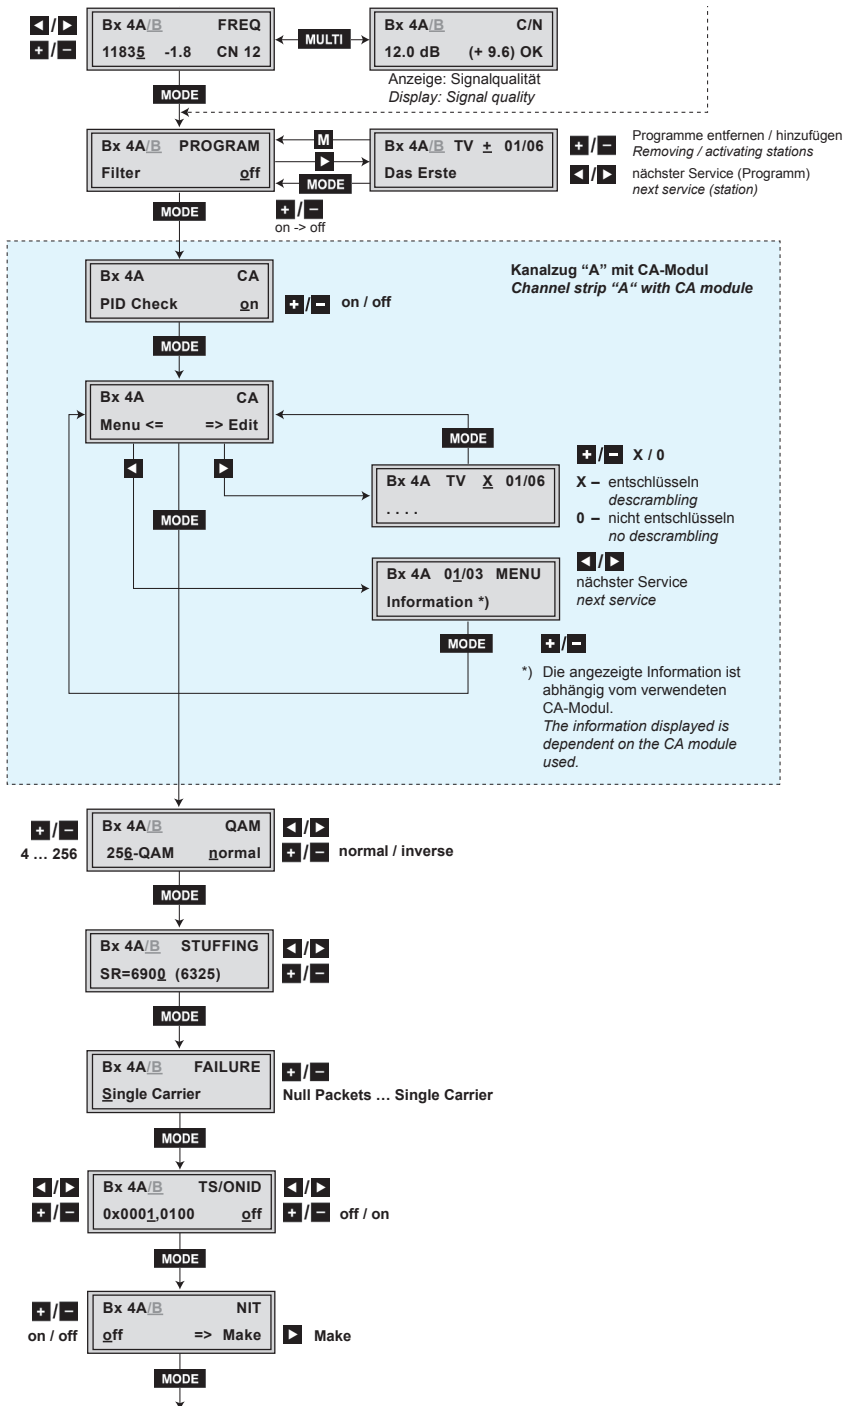 ◄/► Bx 4A/B FREQ
+/− 11835 -1.8 CN 12
MULTI
Bx 4A/B C/N
12.0 dB (+ 9.6) OK
Anzeige: Signalqualität
Display: Signal quality
MODE
Bx 4A/B PROGRAM
Filter off
M
►
MODE
Bx 4A/B TV + 01/06
Das Erste
+/− Programme entfernen / hinzufügen
Removing / activating stations
◄/► nächster Service (Programm)
next service (station)
MODE
+/−
on -> off
Kanalzug “A” mit CA-Modul
Channel strip “A“ with CA module
Bx 4A CA
PID Check on
+/− on / off
MODE
Bx 4A CA
Menu <= => Edit
MODE
◄ ►
MODE
Bx 4A TV X 01/06
. . . .
+/− X / 0
X – entschlüsseln
descrambling
0 – nicht entschlüsseln
no descrambling
◄/►
nächster Service
next service
Bx 4A 01/03 MENU
Information *)
MODE
+/−
*) Die angezeigte Information ist
abhängig vom verwendeten
CA-Modul.
The information displayed is
dependent on the CA module
used.
+/−
4 … 256
Bx 4A/B QAM
256-QAM normal
◄/►
+/− normal / inverse
MODE
Bx 4A/B STUFFING
SR=6900 (6325)
◄/►
+/−
MODE
Bx 4A/B FAILURE
Single Carrier
+/−
Null Packets … Single Carrier
MODE
◄/►
+/−
Bx 4A/B TS/ONID
0x0001,0100 off
◄/►
+/− off / on
MODE
+/−
on / off
Bx 4A/B NIT
off => Make
► Make
MODE